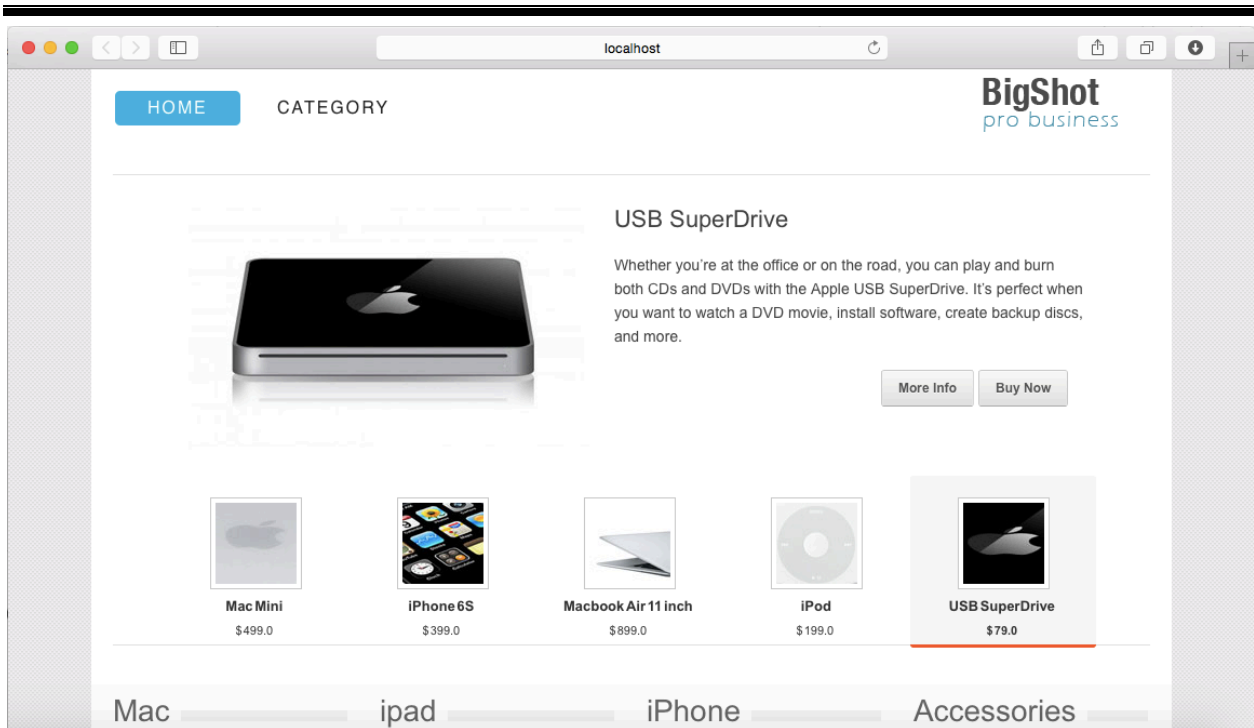 localhost
HOME
CATEGORY
BigShot
pro business
USB SuperDrive
Whether you're at the office or on the road, you can play and burn
both CDs and DVDs with the Apple USB SuperDrive. It's perfect when
you want to watch a DVD movie, install software, create backup discs,
and more.
More Info
Buy Now
Mac Mini
$499.0
iPhone 6S
$399.0
Macbook Air 11 inch
$899.0
iPod
$199.0
USB SuperDrive
$79.0
Mac
ipad
iPhone
Accessories